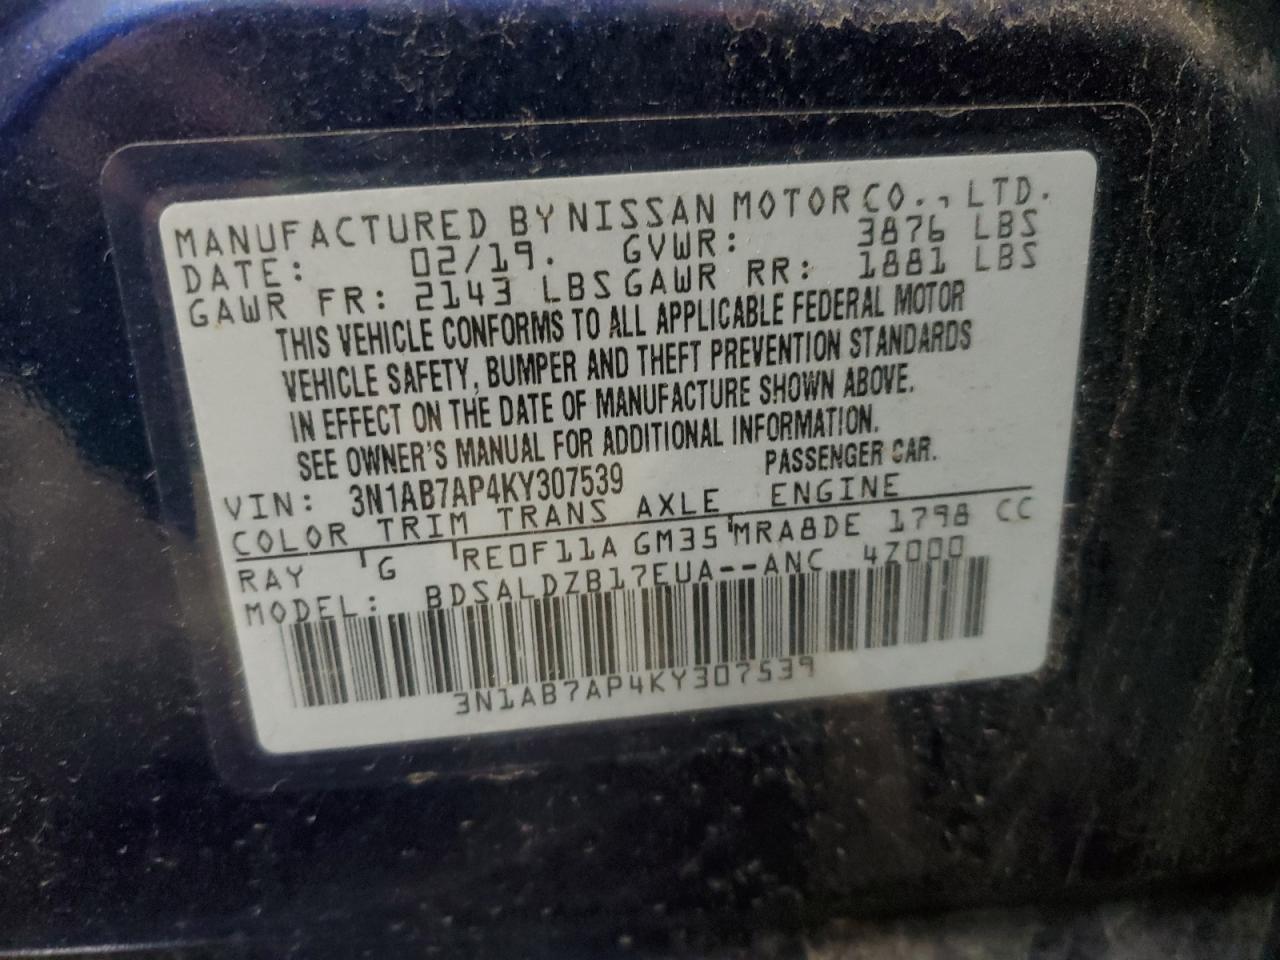 MANUFACTURED BY NISSAN MOTOR CO., LTD.
DATE: 02/19. GVWR: 3876 LBS
GAWR FR: 2143 LBS GAWR RR: 1881 LBS
THIS VEHICLE CONFORMS TO ALL APPLICABLE FEDERAL MOTOR
VEHICLE SAFETY, BUMPER AND THEFT PREVENTION STANDARDS
IN EFFECT ON THE DATE OF MANUFACTURE SHOWN ABOVE.
SEE OWNER'S MANUAL FOR ADDITIONAL INFORMATION.
VIN: 3N1AB7AP4KY307539 PASSENGER CAR.
COLOR TRIM TRANS AXLE ENGINE
RAY G RE0F11A GM35 MRA8DE 1798 CC
MODEL: BDSALDZB17EUA--ANC 4Z000
3N1AB7AP4KY307539